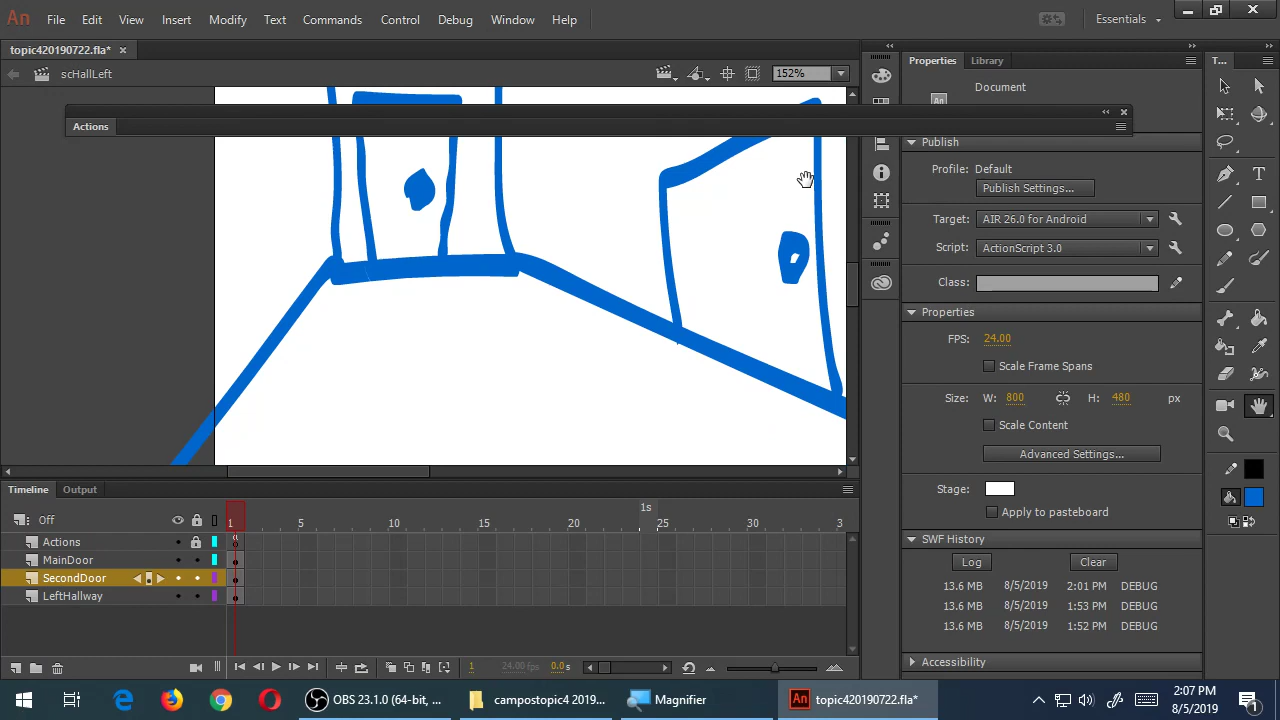 An File Edit View Insert Modify Text Commands Control Debug Window Help Essentials
topic420190722.fla* ×
scHallLeft 152%
Actions
Properties Library
Document
An
Publish
Profile: Default
Publish Settings...
Target: AIR 26.0 for Android
Script: ActionScript 3.0
Class:
Properties
FPS: 24.00
Scale Frame Spans
Size: W: 800 H: 480 px
Scale Content
Advanced Settings...
Stage:
Apply to pasteboard
SWF History
Log Clear
13.6 MB 8/5/2019 2:01 PM DEBUG
13.6 MB 8/5/2019 1:53 PM DEBUG
13.6 MB 8/5/2019 1:52 PM DEBUG
Accessibility
T...
Timeline Output
1s
Off 1 5 10 15 20 25 30 3
Actions
MainDoor
SecondDoor
LeftHallway
1 24.00 fps 0.0s
OBS 23.1.0 (64-bit, ... campostopic4 2019... Magnifier An topic420190722.fla*
2:07 PM
8/5/2019
1